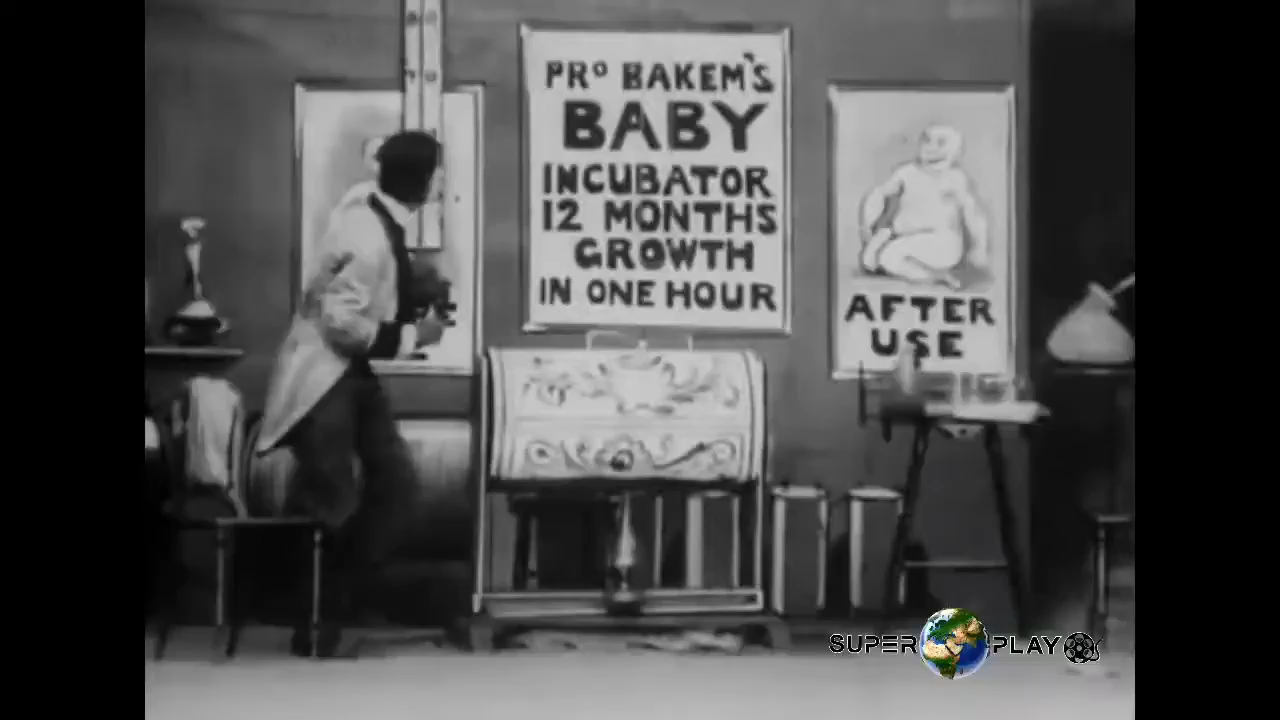 PRO BAKEM'S
BABY
INCUBATOR
12 MONTHS
GROWTH
IN ONE HOUR
AFTER
USE
SUPER PLAY